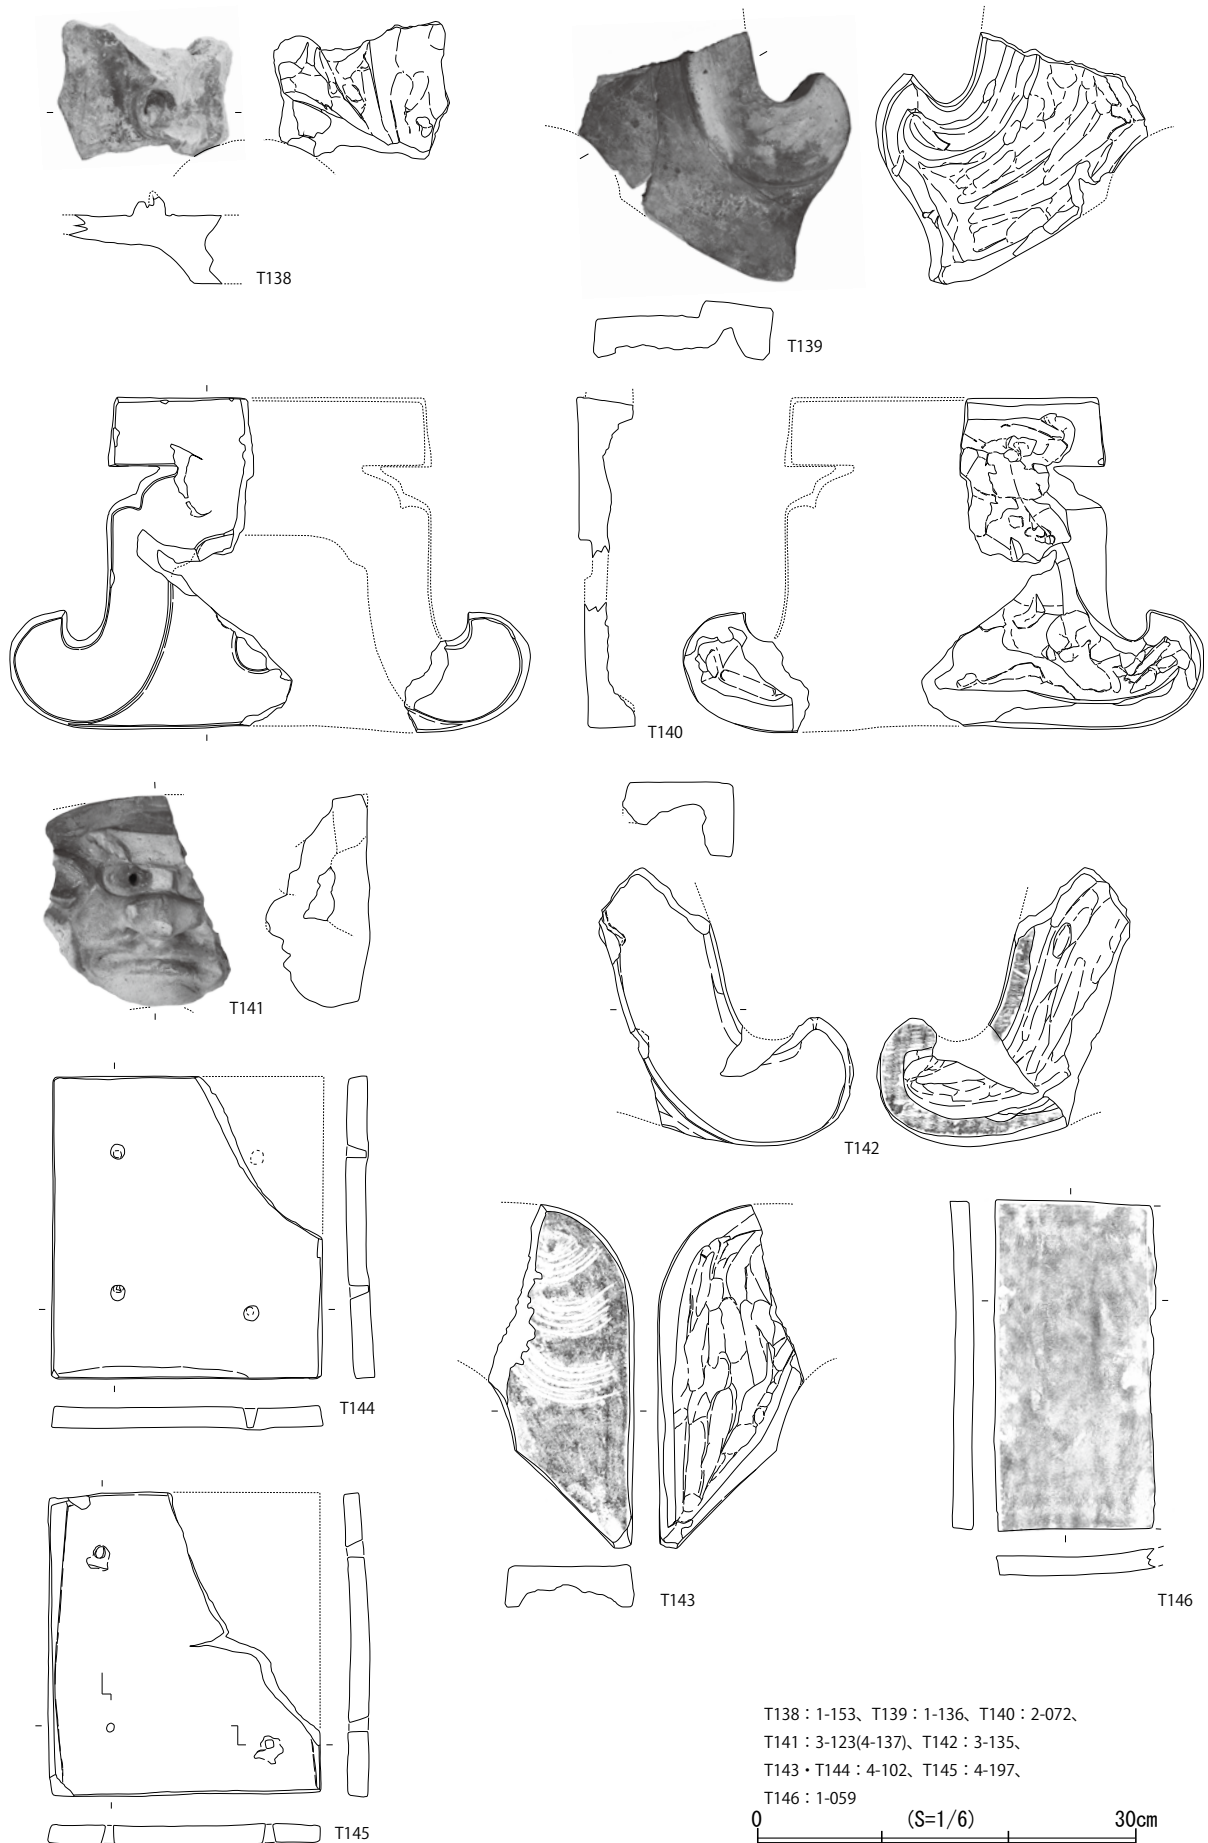 T138
T139
T140
T141
T142
T144
T143
T146
T145
T138：1-153、T139：1-136、T140：2-072、
T141：3-123(4-137)、T142：3-135、
T143・T144：4-102、T145：4-197、
T146：1-059
0 (S=1/6) 30cm